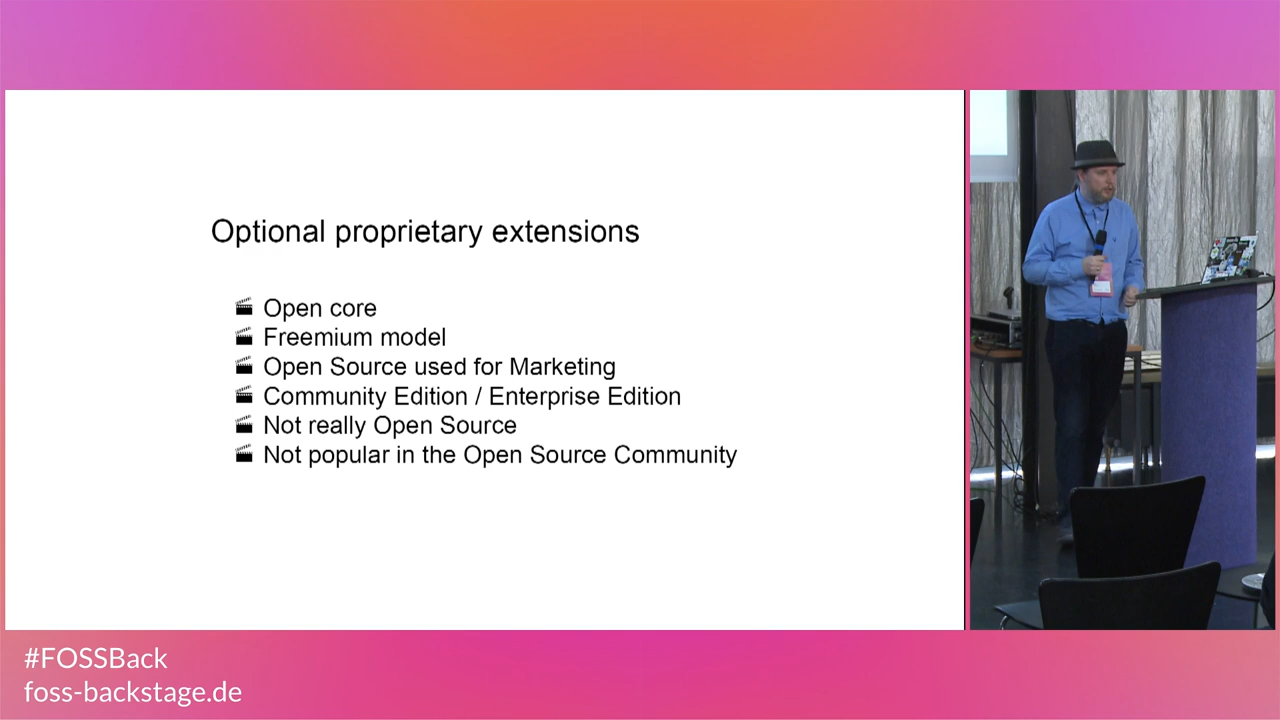 Optional proprietary extensions
Open core
Freemium model
Open Source used for Marketing
Community Edition / Enterprise Edition
Not really Open Source
Not popular in the Open Source Community
#FOSSBack
foss-backstage.de